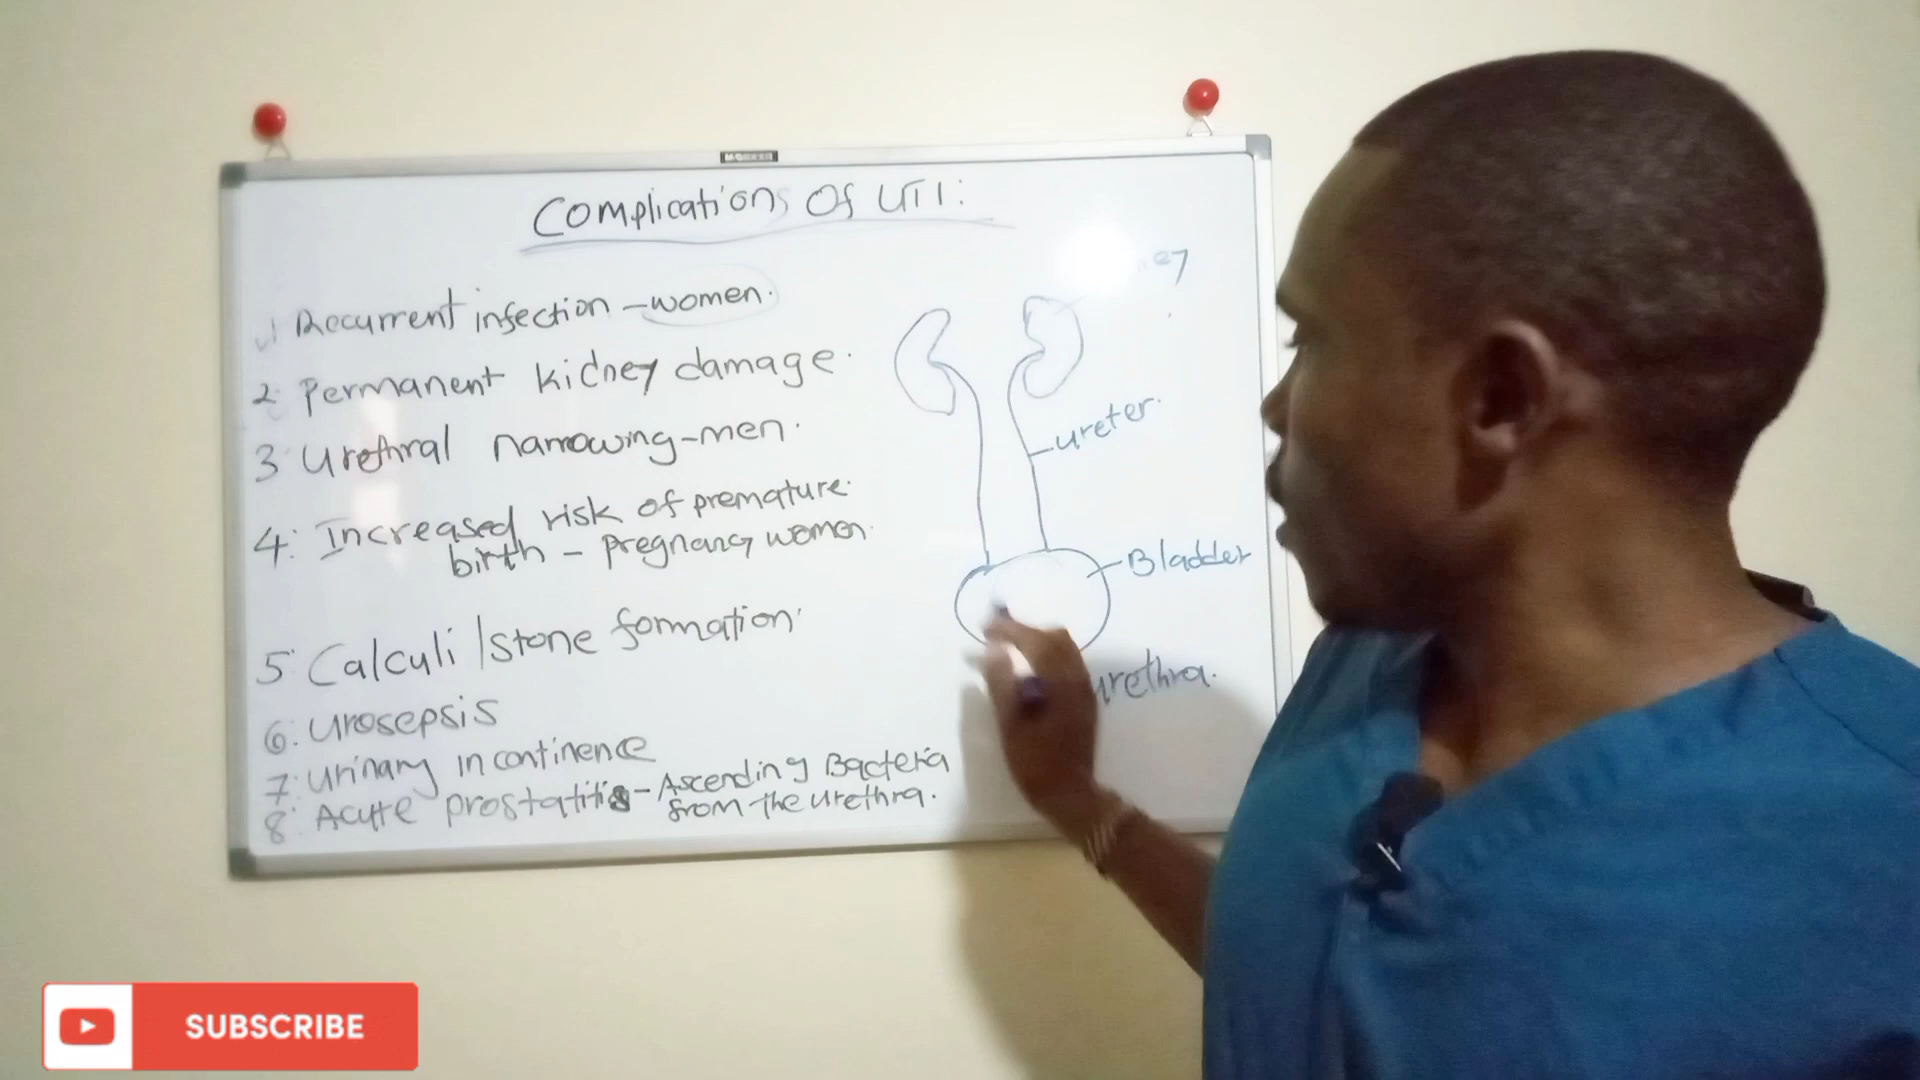 Complications Of UTI:
1 Recurrent infection - women.
2. Permanent kidney damage.
3 Urethral narrowing - men.
4. Increased risk of premature
birth - pregnancy women.
5. Calculi / stone formation.
6. Urosepsis
7. Urinary incontinence
8. Acute prostatitis - Ascending Bacteria
from the urethra.
ey
ureter.
Bladder
urethra.
SUBSCRIBE